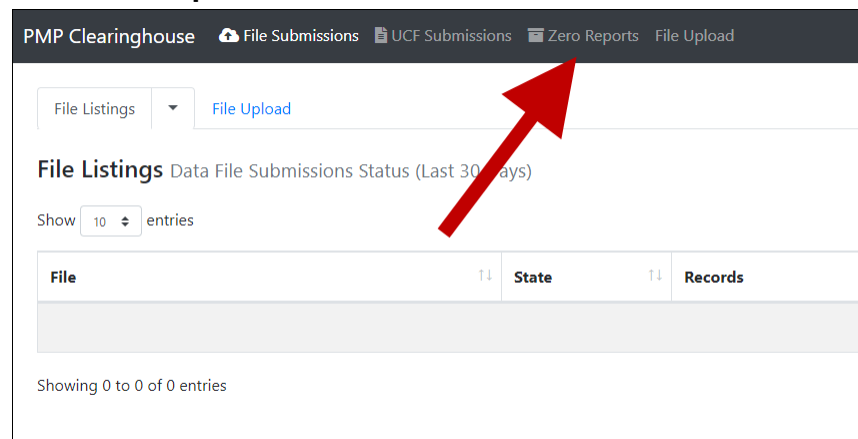 PMP Clearinghouse File Submissions UCF Submissions Zero Reports File Upload
File Listings File Upload
File Listings Data File Submissions Status (Last 30 Days)
Show 10 entries
File State Records
Showing 0 to 0 of 0 entries